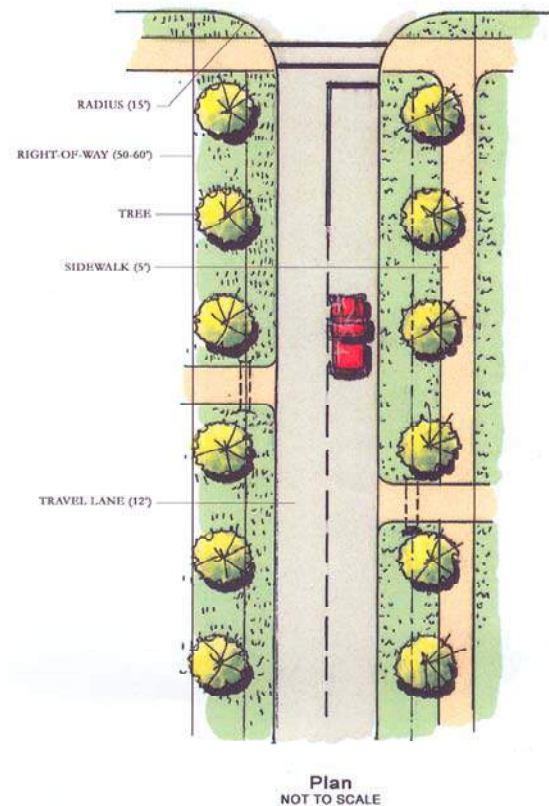 RADIUS (15')
RIGHT-OF-WAY (50-60')
TREE
SIDEWALK (5')
TRAVEL LANE (12')
Plan
NOT TO SCALE